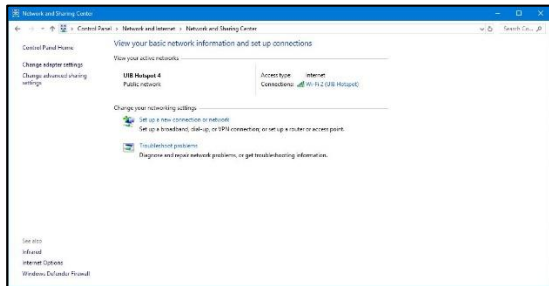 Network and Sharing Center
Control Panel › Network and Internet › Network and Sharing Center
Search Co...
Control Panel Home
Change adapter settings
Change advanced sharing
settings
View your basic network information and set up connections
View your active networks
UIB Hotspot 4
Public network
Access type: Internet
Connections: Wi-Fi 2 (UIB Hotspot)
Change your networking settings
Set up a new connection or network
Set up a broadband, dial-up, or VPN connection; or set up a router or access point.
Troubleshoot problems
Diagnose and repair network problems, or get troubleshooting information.
See also
Infrared
Internet Options
Windows Defender Firewall